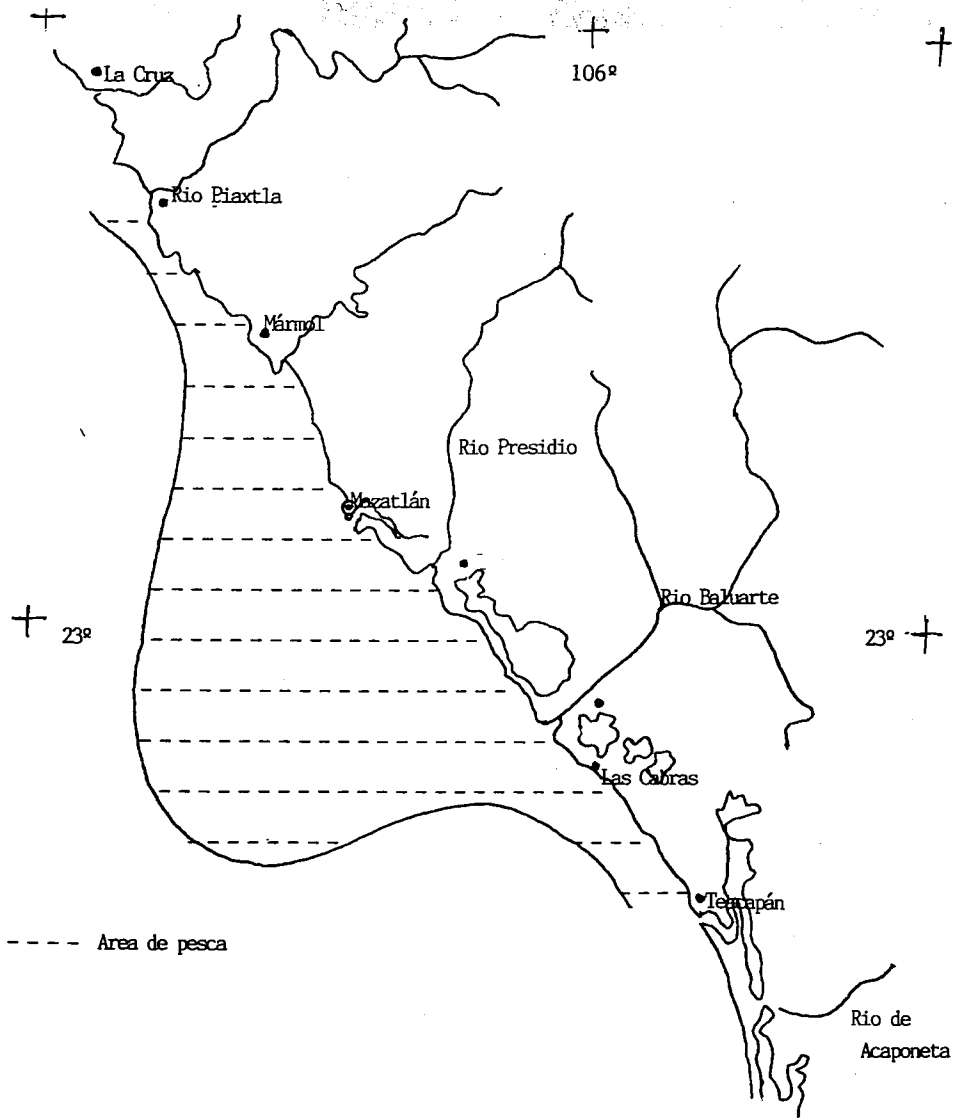 La Cruz
106º
Rio Piaxtla
Mármol
Rio Presidio
Mazatlán
Rio Baluarte
23º
23º
Las Cabras
Teacapán
Area de pesca
Rio de
Acaponeta